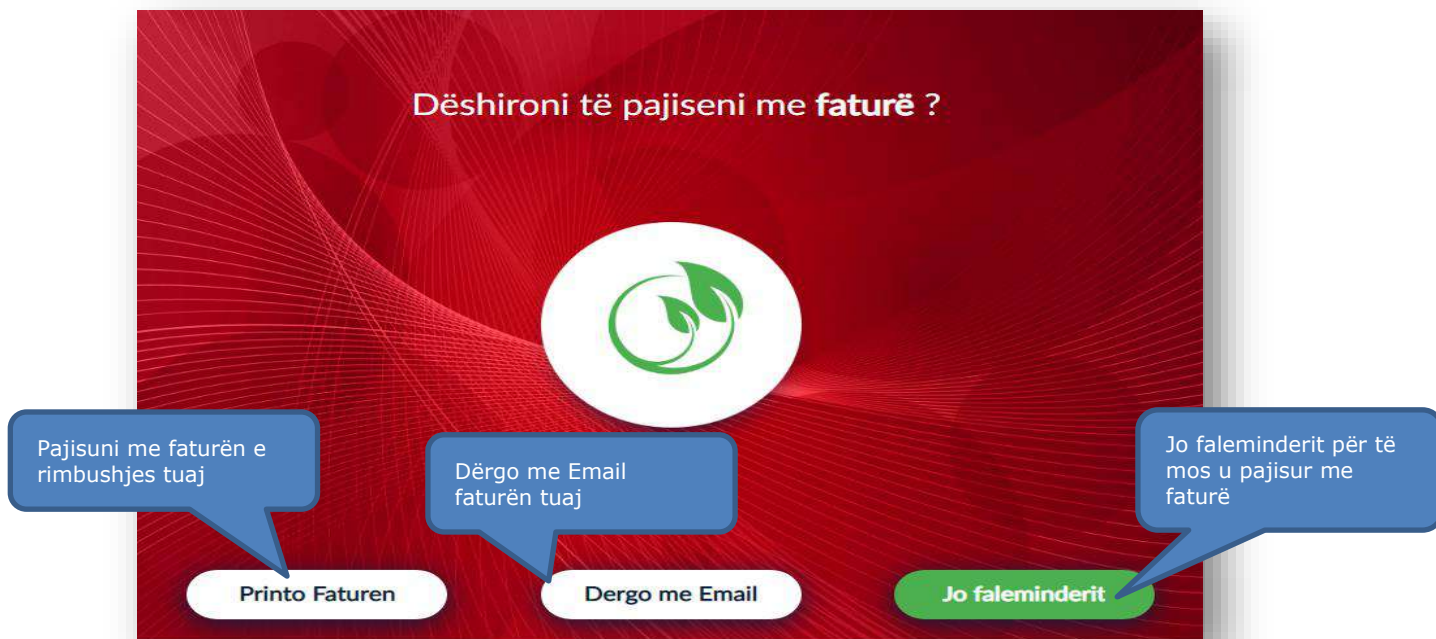 Dëshironi të pajiseni me faturë ?
Pajisuni me faturën e
rimbushjes tuaj
Dërgo me Email
faturën tuaj
Jo faleminderit për të
mos u pajisur me
faturë
Printo Faturen
Dergo me Email
Jo faleminderit